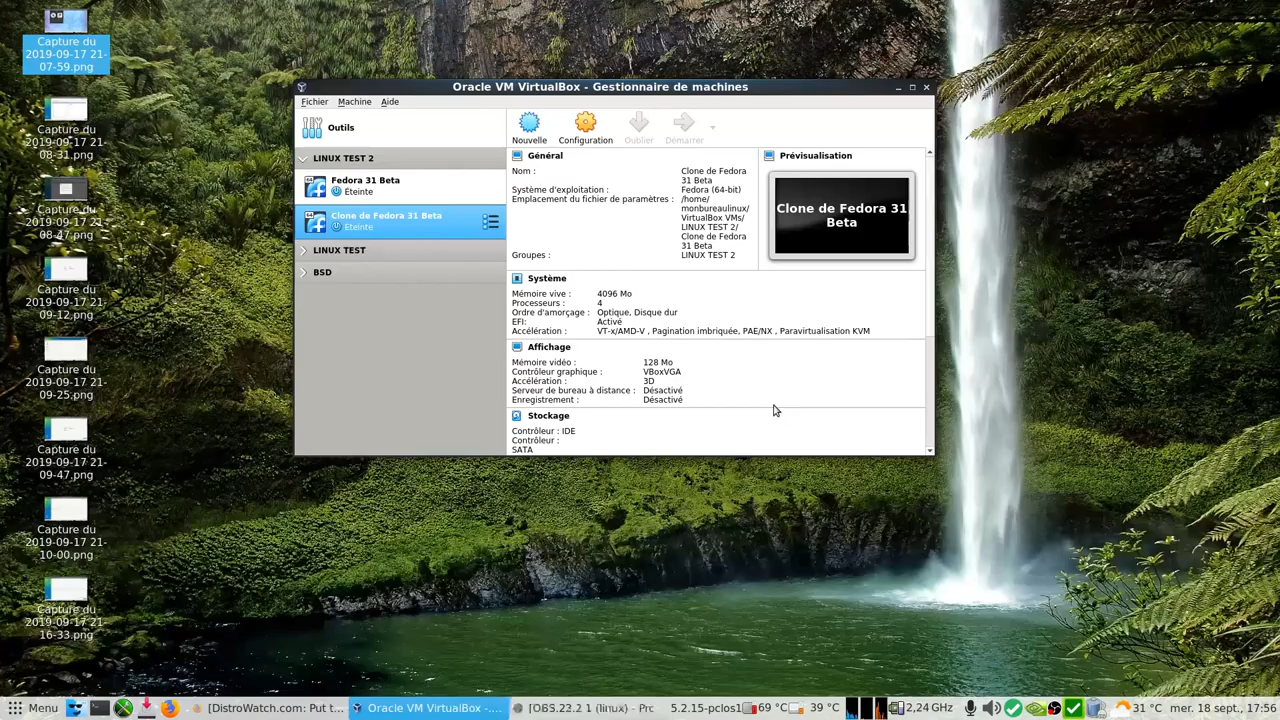 Capture du
2019-09-17 21-
07-59.png
Capture du
2019-09-17 21-
08-31.png
Capture du
2019-09-17 21-
08-47.png
Capture du
2019-09-17 21-
09-12.png
Capture du
2019-09-17 21-
09-25.png
Capture du
2019-09-17 21-
09-47.png
Capture du
2019-09-17 21-
10-00.png
Capture du
2019-09-17 21-
16-33.png
Oracle VM VirtualBox - Gestionnaire de machines
Fichier Machine Aide
Outils
LINUX TEST 2
Fedora 31 Beta
Éteinte
Clone de Fedora 31 Beta
Éteinte
LINUX TEST
BSD
Nouvelle Configuration Oublier Démarrer
Général
Nom : Clone de Fedora
31 Beta
Système d'exploitation : Fedora (64-bit)
Emplacement du fichier de paramètres : /home/
monbureaulinux/
VirtualBox VMs/
LINUX TEST 2/
Clone de Fedora
31 Beta
Groupes : LINUX TEST 2
Prévisualisation
Clone de Fedora 31
Beta
Système
Mémoire vive : 4096 Mo
Processeurs : 4
Ordre d'amorçage : Optique, Disque dur
EFI: Activé
Accélération : VT-x/AMD-V , Pagination imbriquée, PAE/NX , Paravirtualisation KVM
Affichage
Mémoire vidéo : 128 Mo
Contrôleur graphique : VBoxVGA
Accélération : 3D
Serveur de bureau à distance : Désactivé
Enregistrement : Désactivé
Stockage
Contrôleur : IDE
Contrôleur :
SATA
Menu [DistroWatch.com: Put t... Oracle VM VirtualBox -... [OBS 23.2.1 (linux) - Prc 5.2.15-pclos1 69 °C 39 °C 2,24 GHz 31 °C mer. 18 sept., 17:56